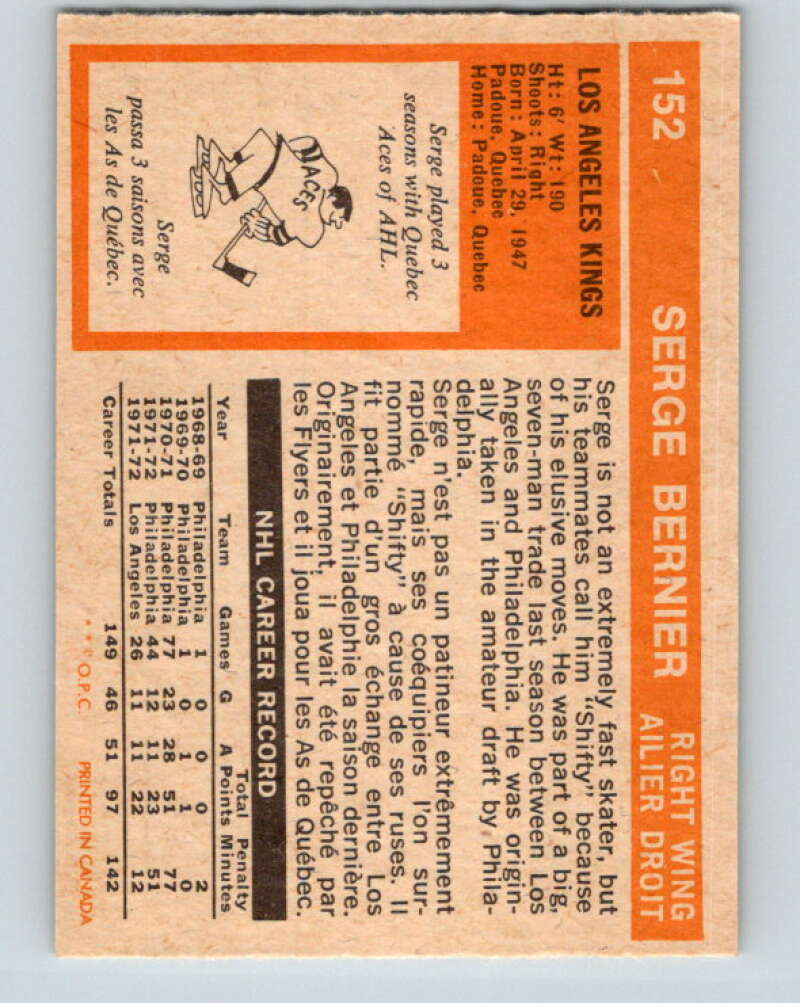 152 SERGE BERNIER RIGHT WING
AILIER DROIT
LOS ANGELES KINGS
Ht: 6' Wt: 190
Shoots: Right
Born: April 29, 1947
Padoue, Quebec
Home: Padoue, Quebec
Serge played 3
seasons with Quebec
Aces of AHL.
ACES
Serge
passa 3 saisons avec
les As de Québec.
Serge is not an extremely fast skater, but
his teammates call him "Shifty" because
of his elusive moves. He was part of a big,
seven-man trade last season between Los
Angeles and Philadelphia. He was origin-
ally taken in the amateur draft by Phila-
delphia.
Serge n'est pas un patineur extrêmement
rapide, mais ses coéquipiers l'on sur-
nommé "Shifty" à cause de ses ruses. Il
fit partie d'un gros échange entre Los
Angeles et Philadelphie la saison dernière.
Originairement, il avait été repêché par
les Flyers et il joua pour les As de Québec.
NHL CAREER RECORD
Total Penalty
Year Team Games G A Points Minutes
1968-69 Philadelphia 1 0 0 0 2
1969-70 Philadelphia 1 0 1 1 0
1970-71 Philadelphia 77 23 28 51 77
1971-72 Philadelphia 44 12 11 23 51
1971-72 Los Angeles 26 11 11 22 12
Career Totals 149 46 51 97 142
***O.P.C. PRINTED IN CANADA